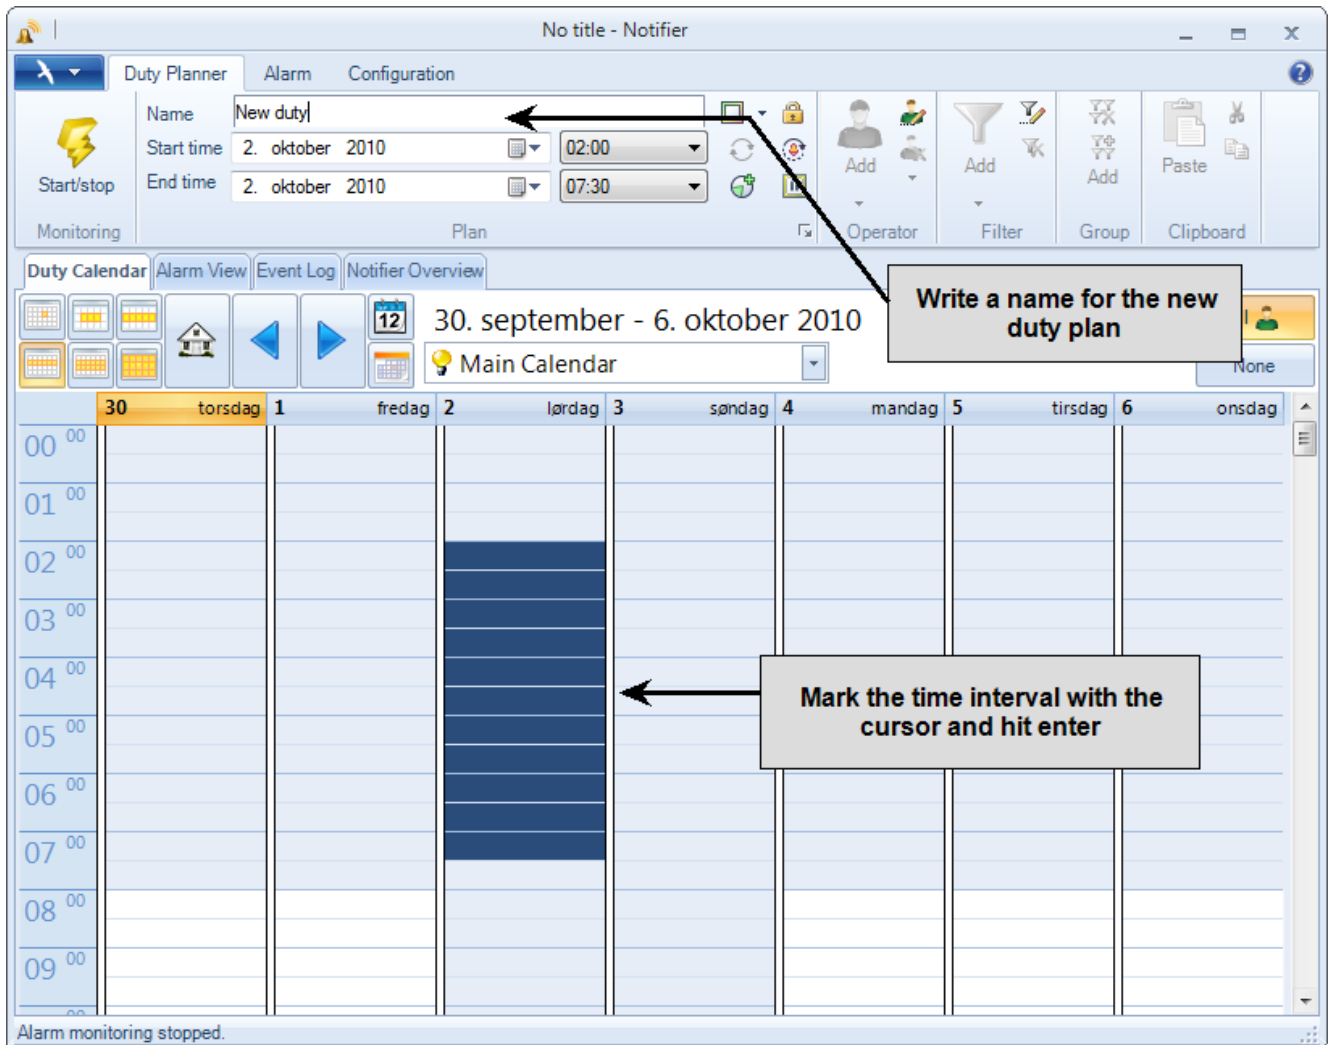 No title - Notifier
Duty Planner Alarm Configuration
Name New duty
Start time 2. oktober 2010 02:00
End time 2. oktober 2010 07:30
Start/stop
Add Add Add Paste
Monitoring Plan Operator Filter Group Clipboard
Duty Calendar Alarm View Event Log Notifier Overview
Write a name for the new
duty plan
12
30. september - 6. oktober 2010
Main Calendar
None
30 torsdag 1 fredag 2 lørdag 3 søndag 4 mandag 5 tirsdag 6 onsdag
00 00
01 00
02 00
03 00
04 00
Mark the time interval with the
cursor and hit enter
05 00
06 00
07 00
08 00
09 00
Alarm monitoring stopped.